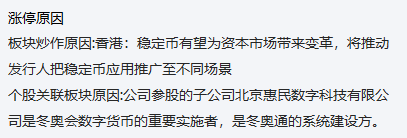 涨停原因
板块炒作原因:香港：稳定币有望为资本市场带来变革，将推动
发行人把稳定币应用推广至不同场景
个股关联板块原因:公司参股的子公司北京惠民数字科技有限公
司是冬奥会数字货币的重要实施者，是冬奥通的系统建设方。